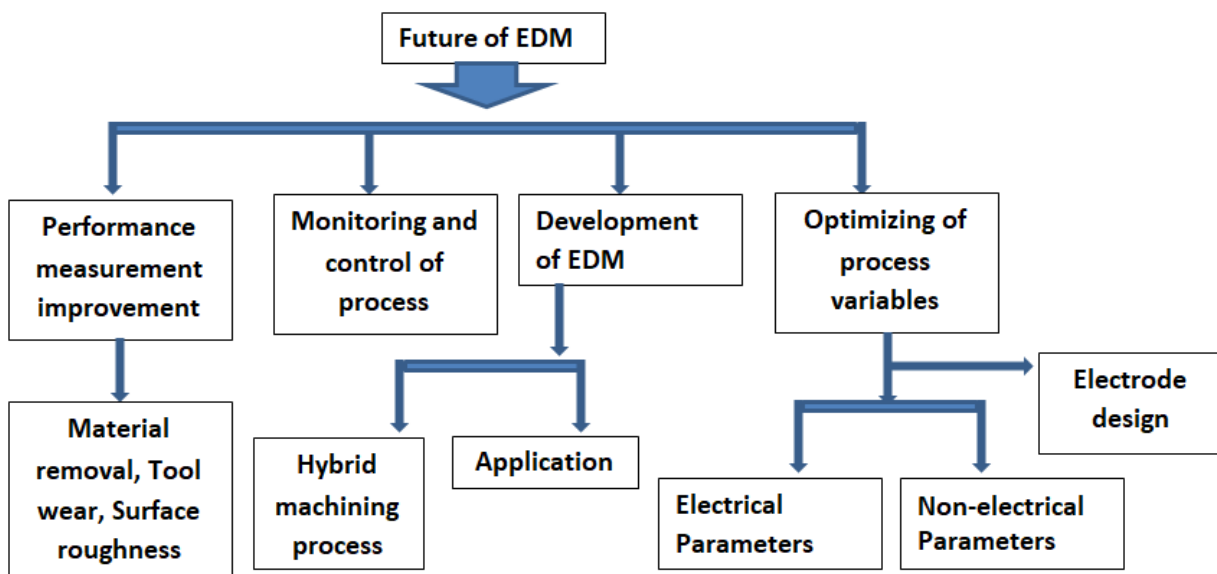 Future of EDM
Performance
measurement
improvement
Monitoring and
control of
process
Development
of EDM
Optimizing of
process
variables
Material
removal, Tool
wear, Surface
roughness
Hybrid
machining
process
Application
Electrical
Parameters
Non-electrical
Parameters
Electrode
design